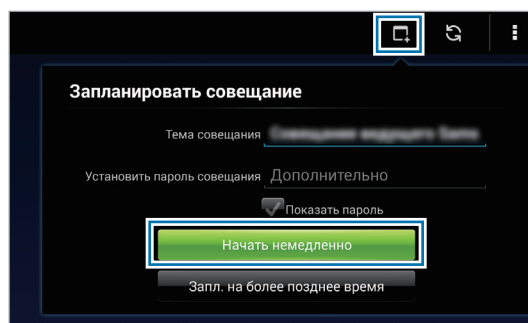 Запланировать совещание
Тема совещания
Установить пароль совещания Дополнительно
Показать пароль
Начать немедленно
Запл. на более позднее время